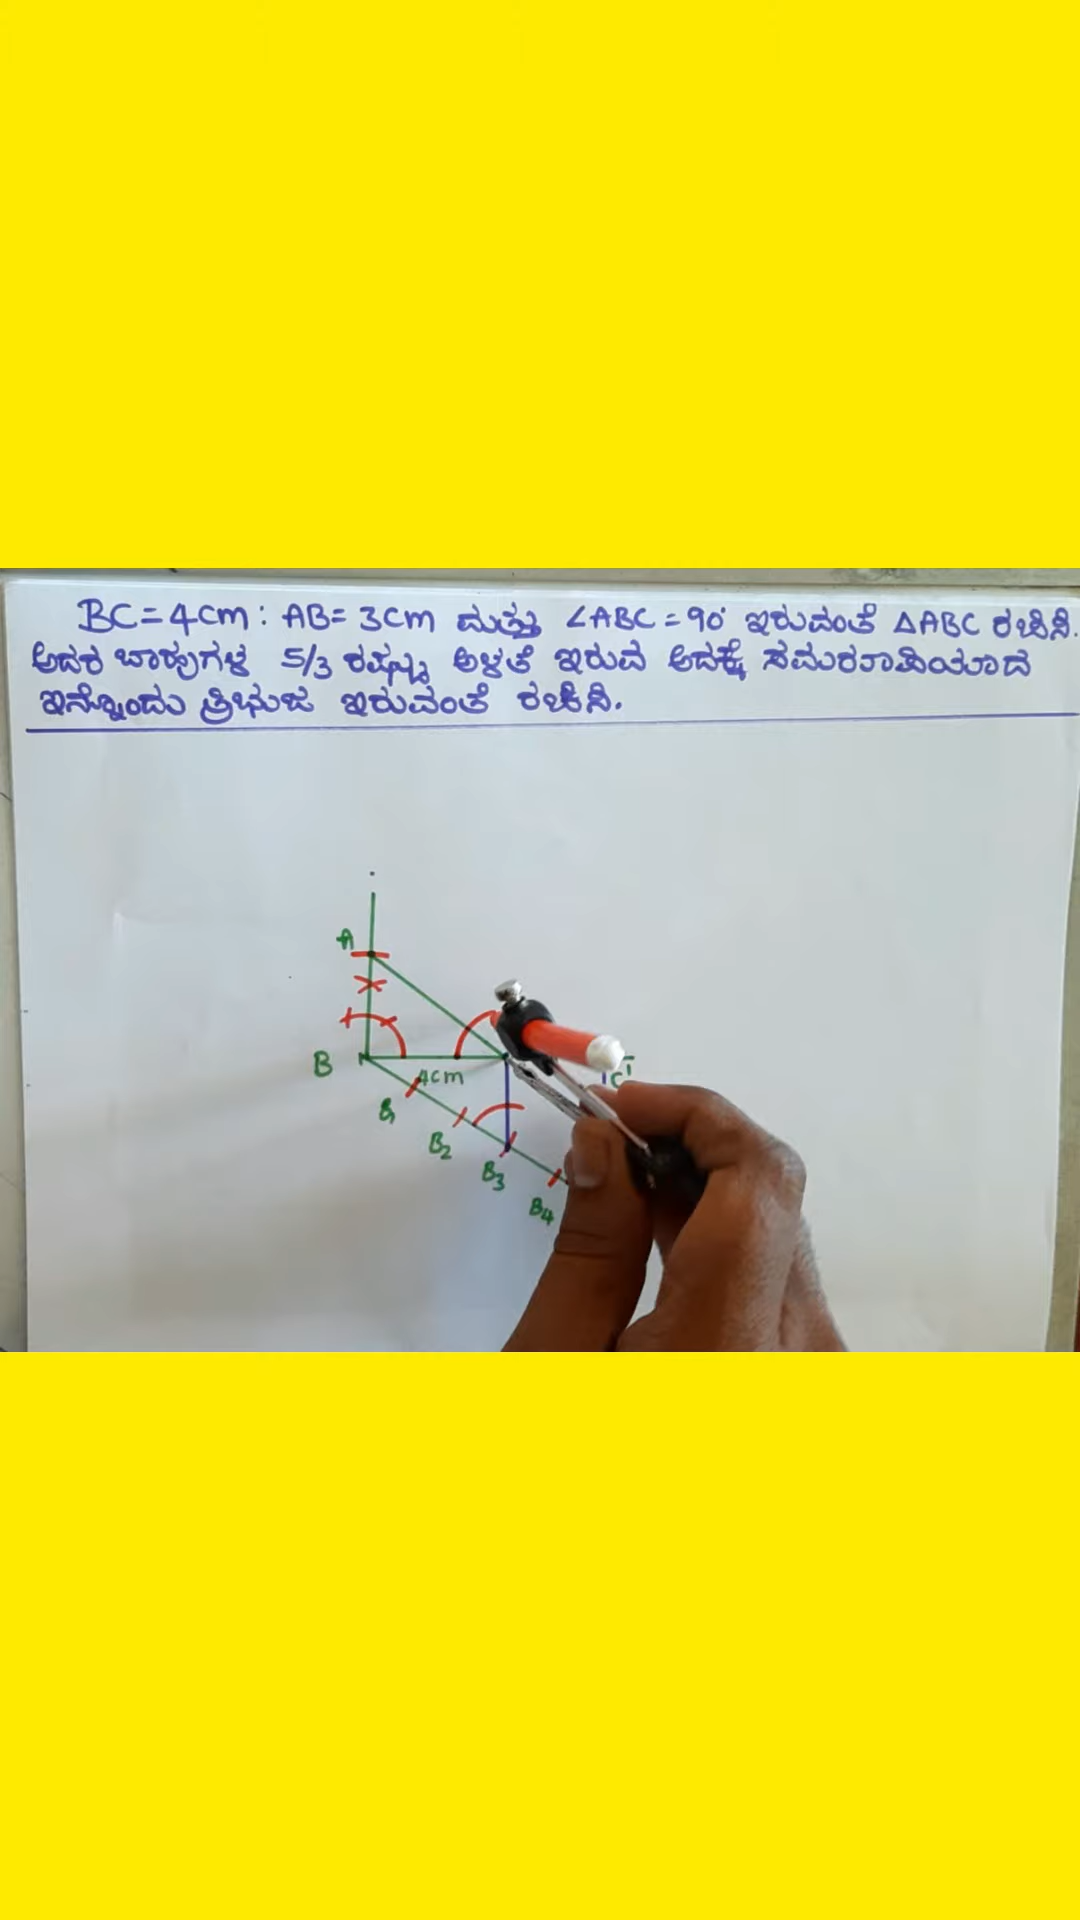 BC = 4cm : AB = 3cm ಮತ್ತು ∠ABC = 90° ಇರುವಂತೆ △ABC ರಚಿಸಿ.
ಅದರ ಬಾಹುಗಳ 5/3 ರಷ್ಟು ಅಳತೆ ಇರುವ ಅದಕ್ಕೆ ಸಮರೂಪಿಯಾದ
ಇನ್ನೊಂದು ತ್ರಿಭುಜ ಇರುವಂತೆ ರಚಿಸಿ.
A
B
4cm
C'
B1
B2
B3
B4